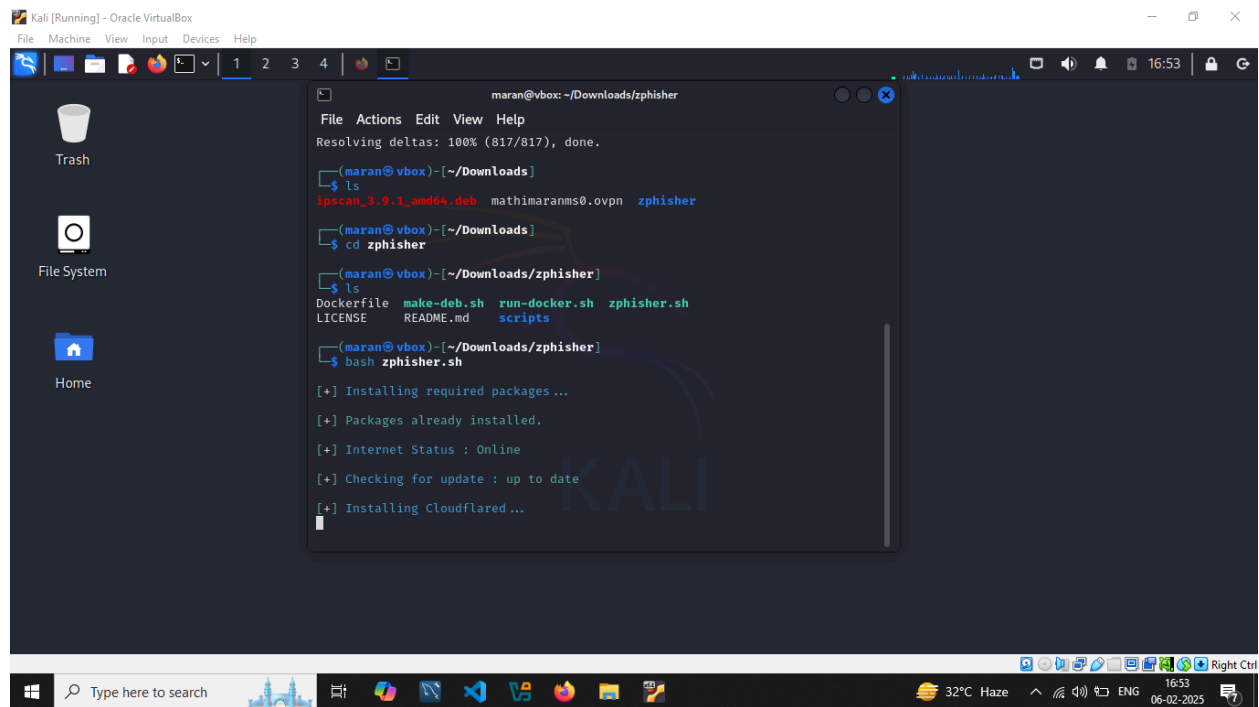 Kali [Running] - Oracle VirtualBox
File Machine View Input Devices Help
1 2 3 4
16:53
maran@vbox: ~/Downloads/zphisher
File Actions Edit View Help
Resolving deltas: 100% (817/817), done.
┌──(maran㉿vbox)-[~/Downloads]
└─$ ls
ipscan_3.9.1_amd64.deb mathimaranms0.ovpn zphisher
┌──(maran㉿vbox)-[~/Downloads]
└─$ cd zphisher
┌──(maran㉿vbox)-[~/Downloads/zphisher]
└─$ ls
Dockerfile make-deb.sh run-docker.sh zphisher.sh
LICENSE README.md scripts
┌──(maran㉿vbox)-[~/Downloads/zphisher]
└─$ bash zphisher.sh
[+] Installing required packages...
[+] Packages already installed.
[+] Internet Status : Online
[+] Checking for update : up to date
[+] Installing Cloudflared...
KALI
Trash
File System
Home
Right Ctrl
Type here to search
32°C Haze
ENG
16:53
06-02-2025
7